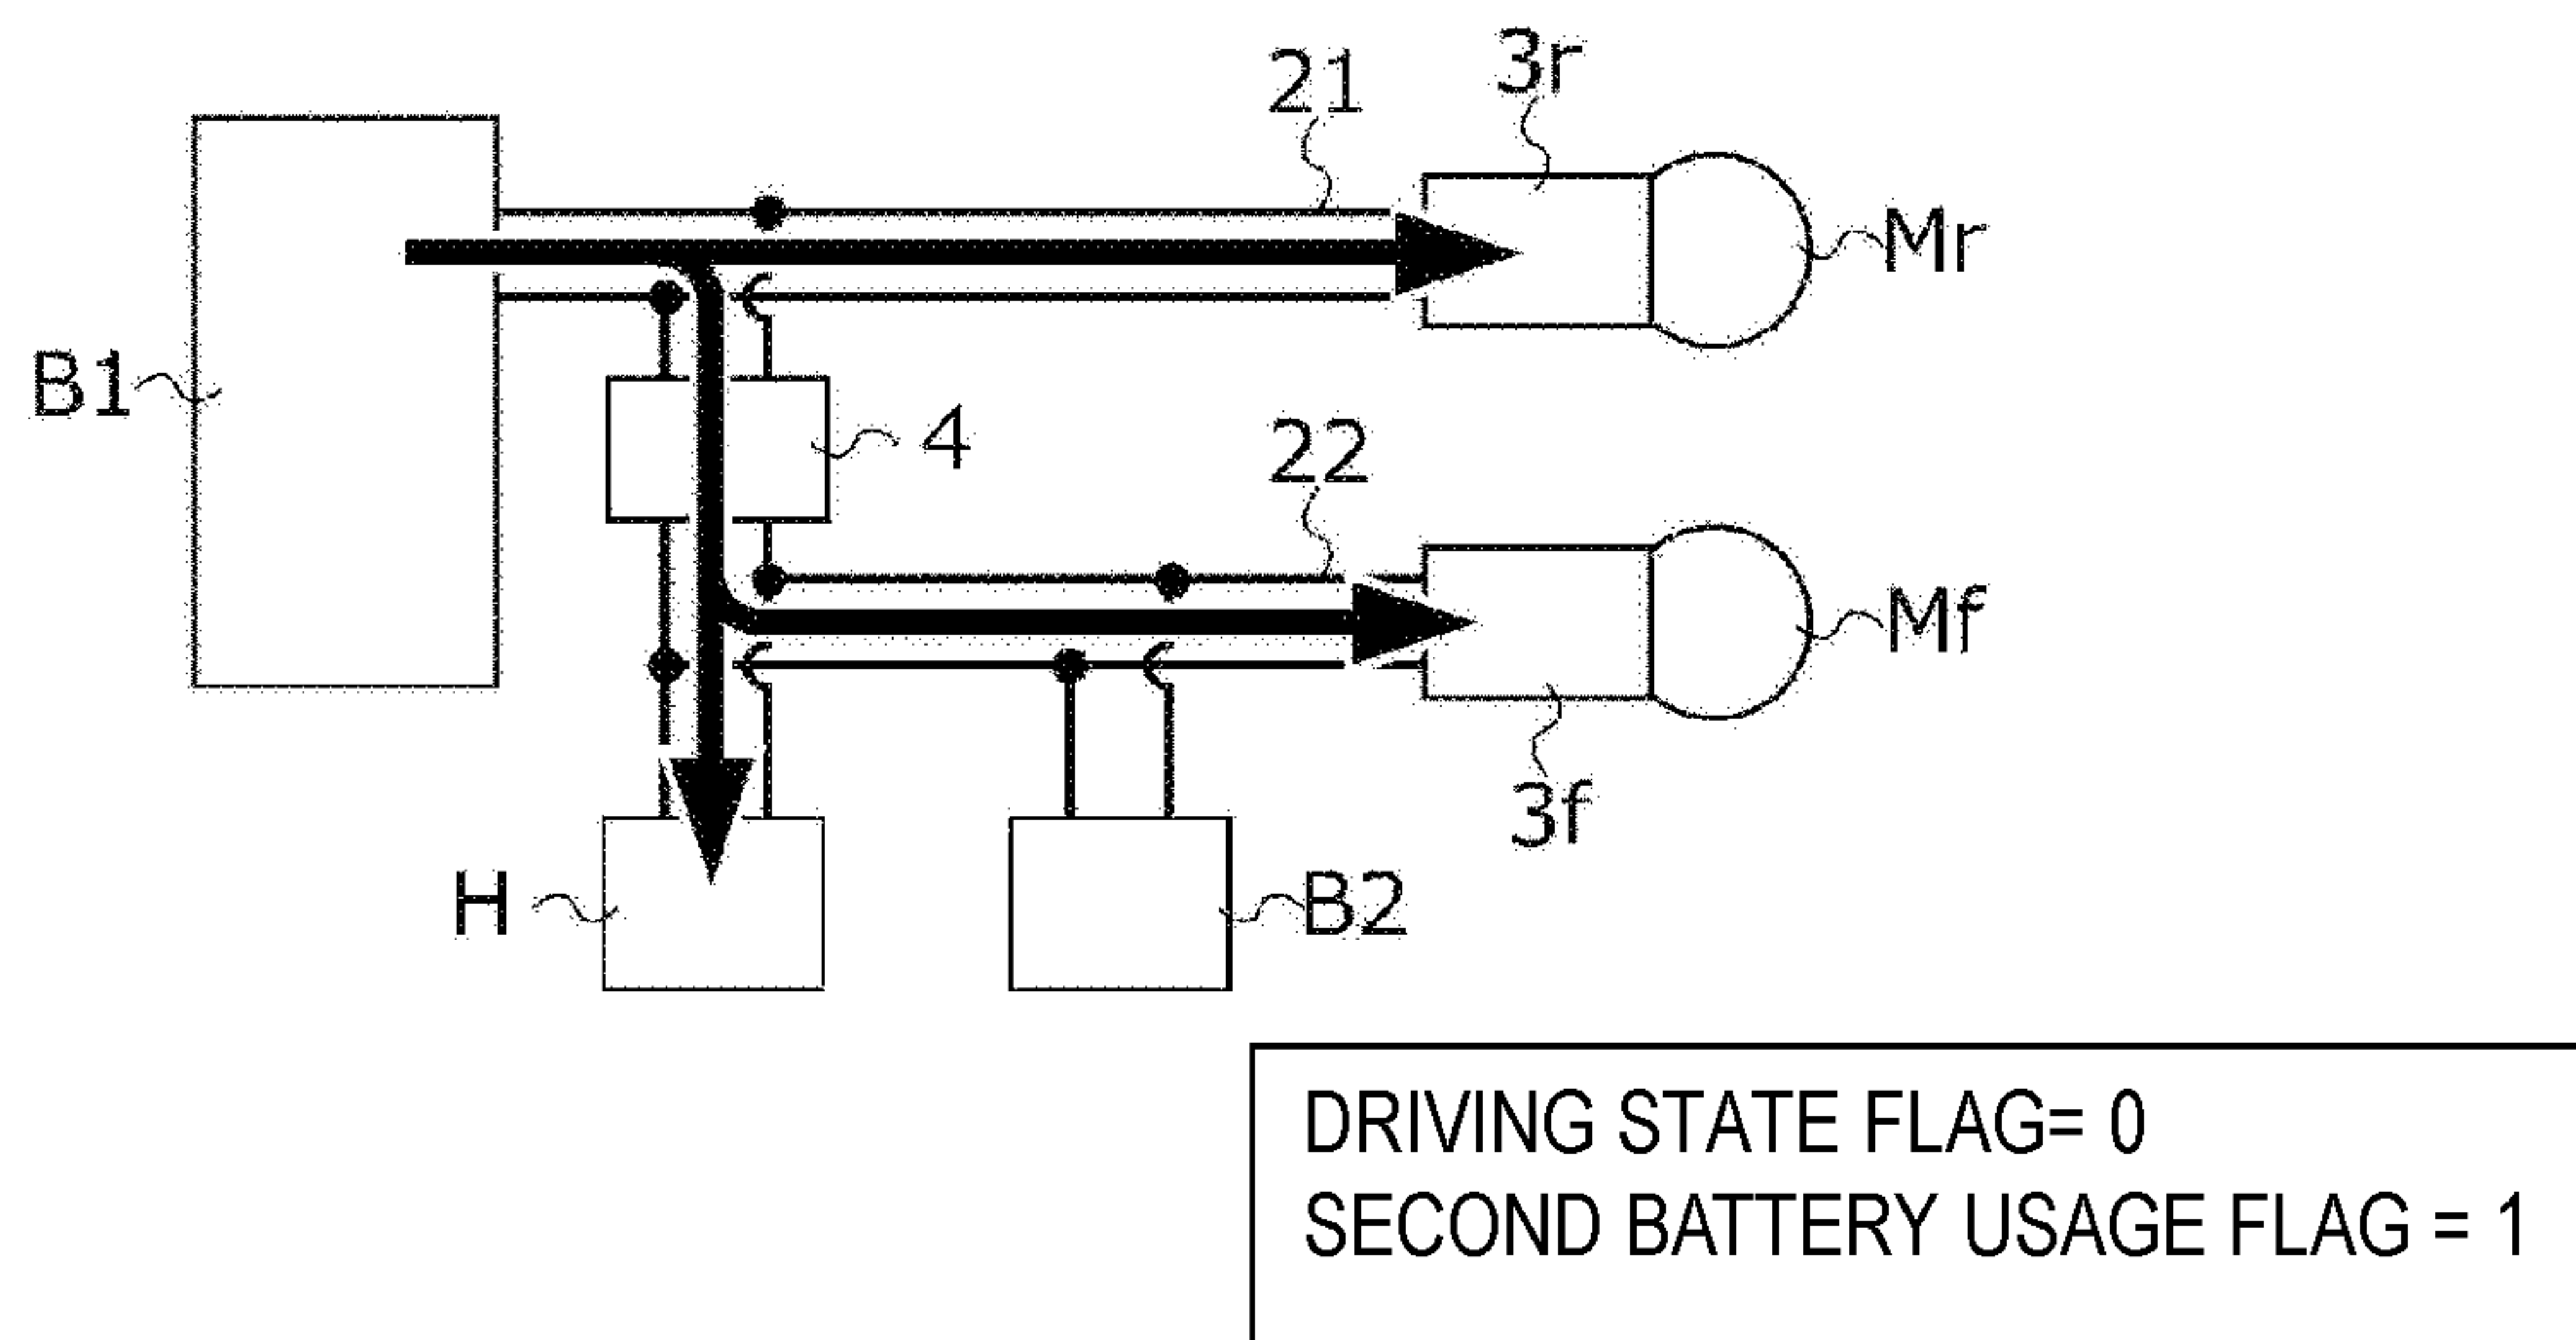 3r
21
Mr
B1
4
22
Mf
3f
H
B2
DRIVING STATE FLAG= 0
SECOND BATTERY USAGE FLAG = 1